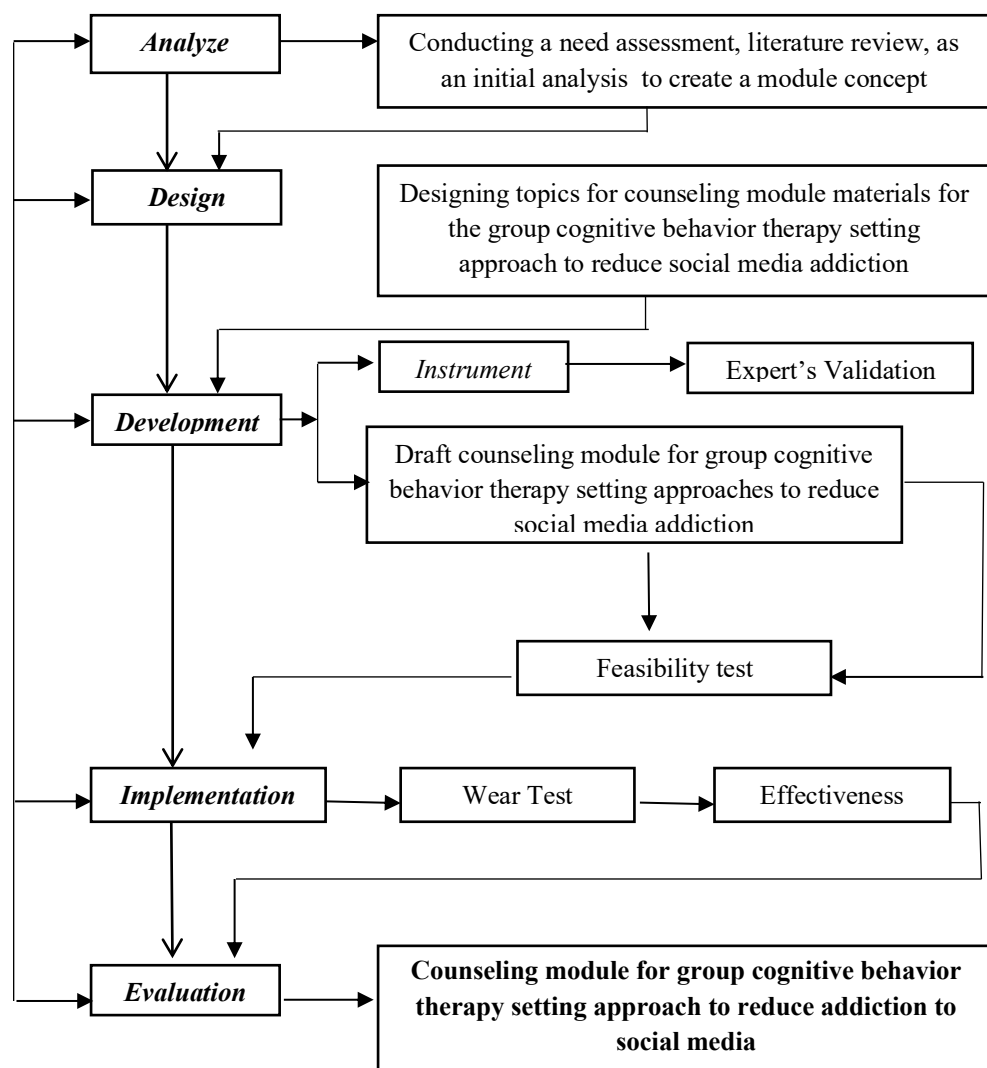 Analyze
Conducting a need assessment, literature review, as
an initial analysis to create a module concept
Design
Designing topics for counseling module materials for
the group cognitive behavior therapy setting
approach to reduce social media addiction
Instrument
Expert’s Validation
Development
Draft counseling module for group cognitive
behavior therapy setting approaches to reduce
social media addiction
Feasibility test
Implementation
Wear Test
Effectiveness
Evaluation
Counseling module for group cognitive behavior
therapy setting approach to reduce addiction to
social media